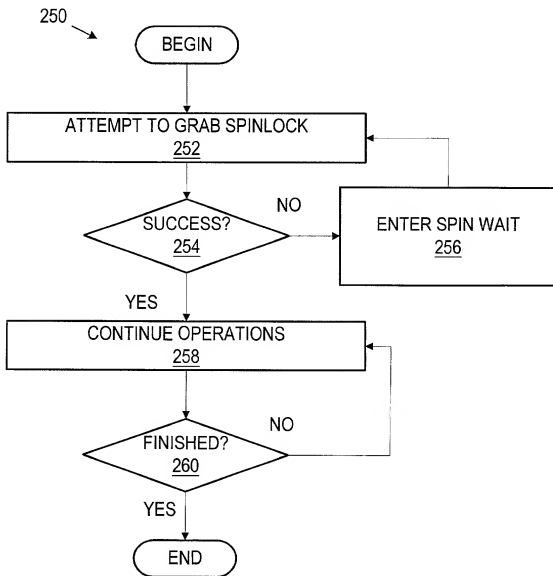 250
BEGIN
ATTEMPT TO GRAB SPINLOCK
252
SUCCESS?
254
NO
ENTER SPIN WAIT
256
YES
CONTINUE OPERATIONS
258
FINISHED?
260
NO
YES
END